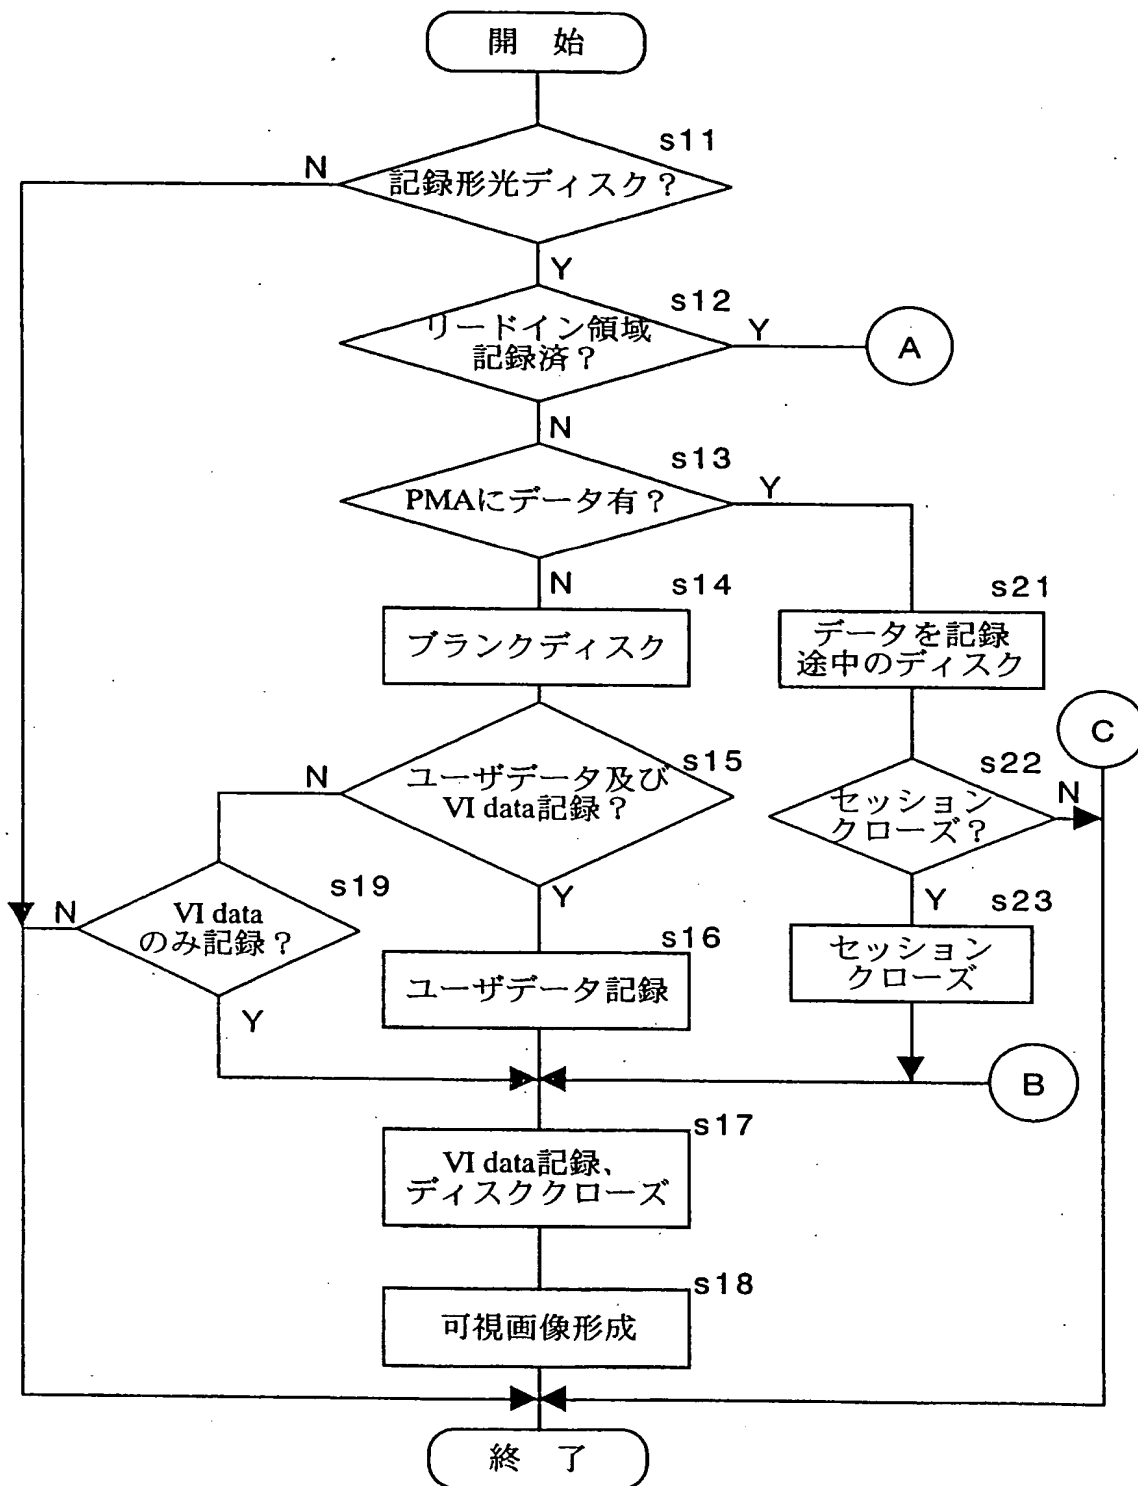 開 始
s11
N
記録形光ディスク?
Y
s12
リードイン領域
記録済?
Y
A
N
s13
PMAにデータ有?
Y
N
s14
ブランクディスク
s21
データを記録
途中のディスク
C
s15
N
ユーザデータ及び
VI data記録?
Y
s22
セッション
クローズ?
N
Y
s19
N
VI data
のみ記録?
Y
s16
ユーザデータ記録
s23
セッション
クローズ
B
s17
VI data記録、
ディスククローズ
s18
可視画像形成
終 了